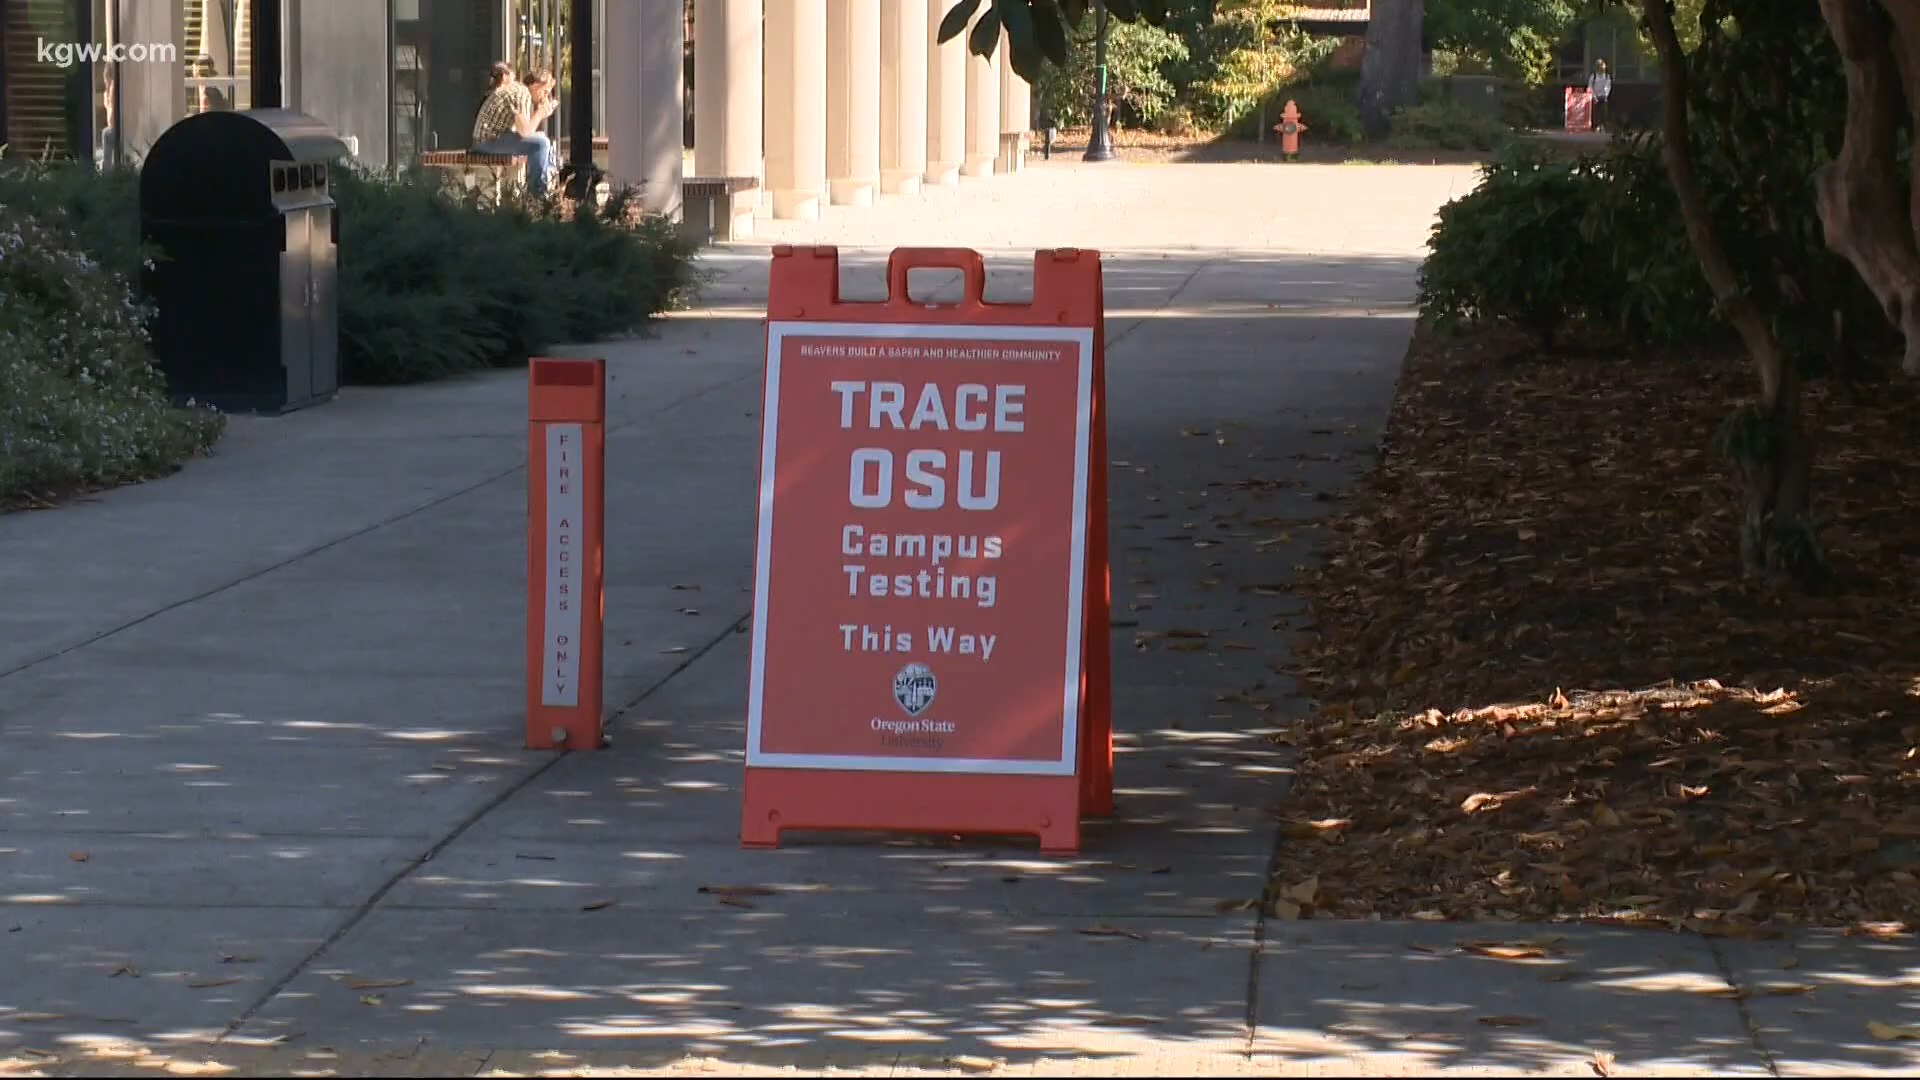 kgw.com
BEAVERS BUILD A SAFER AND HEALTHIER COMMUNITY
TRACE
OSU
Campus
Testing
This Way
Oregon State
University
FIRE ACCESS ONLY